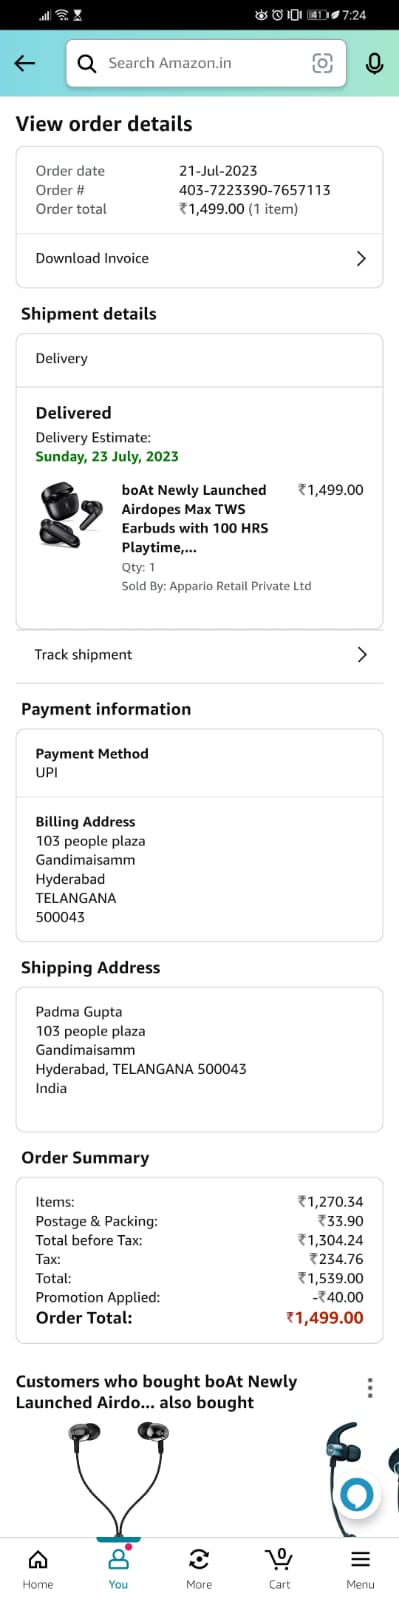 41 7:24
Search Amazon.in
View order details
Order date 21-Jul-2023
Order # 403-7223390-7657113
Order total ₹1,499.00 (1 item)
Download Invoice
Shipment details
Delivery
Delivered
Delivery Estimate:
Sunday, 23 July, 2023
boAt Newly Launched ₹1,499.00
Airdopes Max TWS
Earbuds with 100 HRS
Playtime,...
Qty: 1
Sold By: Appario Retail Private Ltd
Track shipment
Payment information
Payment Method
UPI
Billing Address
103 people plaza
Gandimaisamm
Hyderabad
TELANGANA
500043
Shipping Address
Padma Gupta
103 people plaza
Gandimaisamm
Hyderabad, TELANGANA 500043
India
Order Summary
Items: ₹1,270.34
Postage & Packing: ₹33.90
Total before Tax: ₹1,304.24
Tax: ₹234.76
Total: ₹1,539.00
Promotion Applied: -₹40.00
Order Total: ₹1,499.00
Customers who bought boAt Newly
Launched Airdo... also bought
0
Home You More Cart Menu